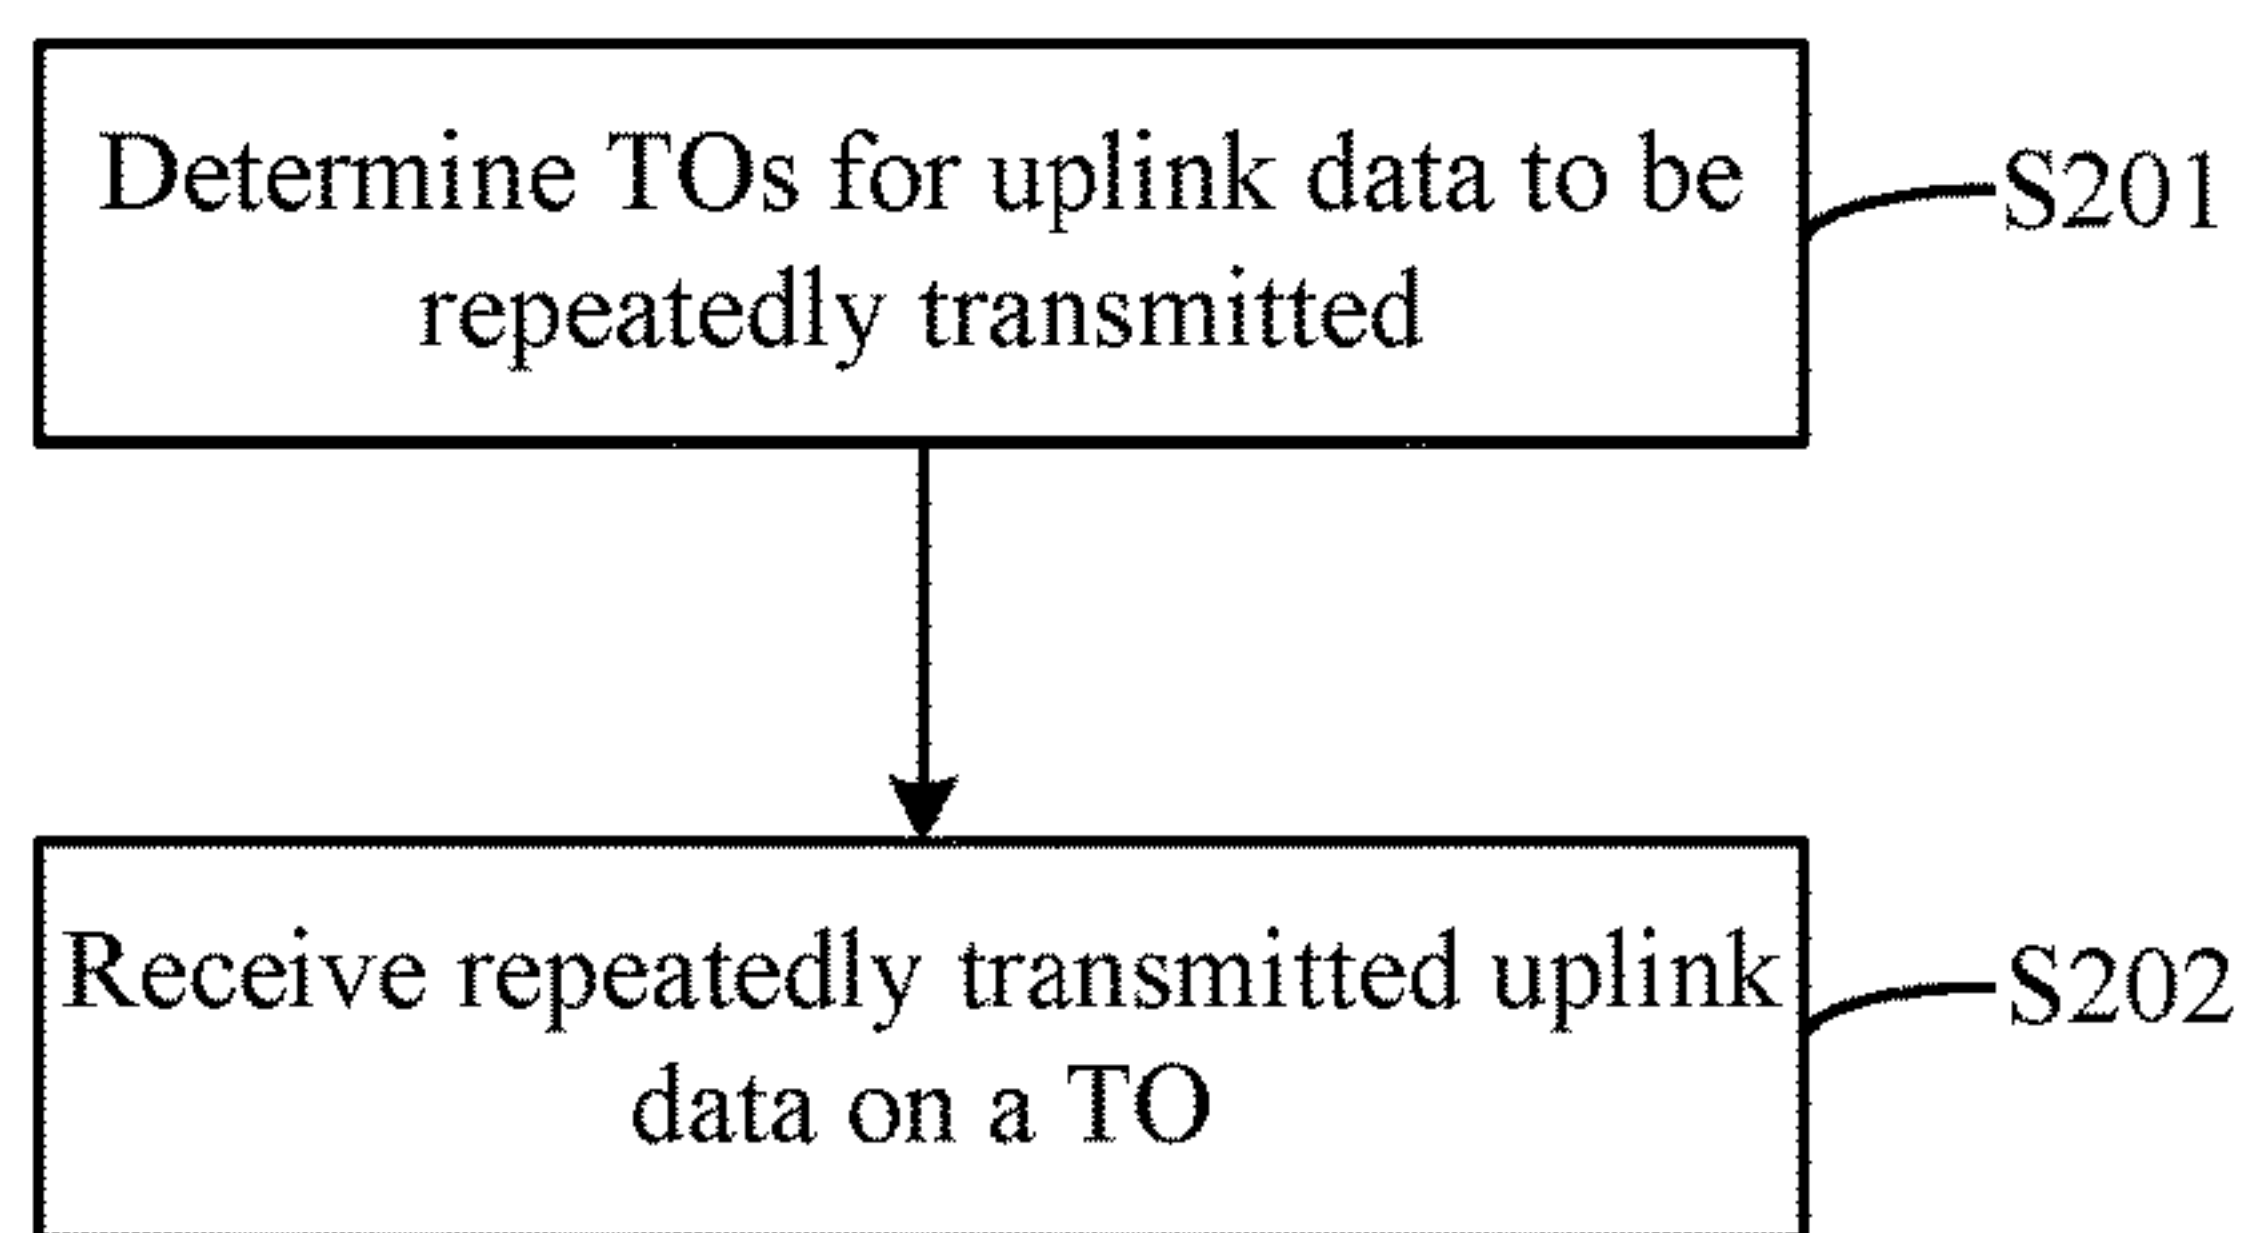 Determine TOs for uplink data to be
repeatedly transmitted
S201
Receive repeatedly transmitted uplink
data on a TO
S202